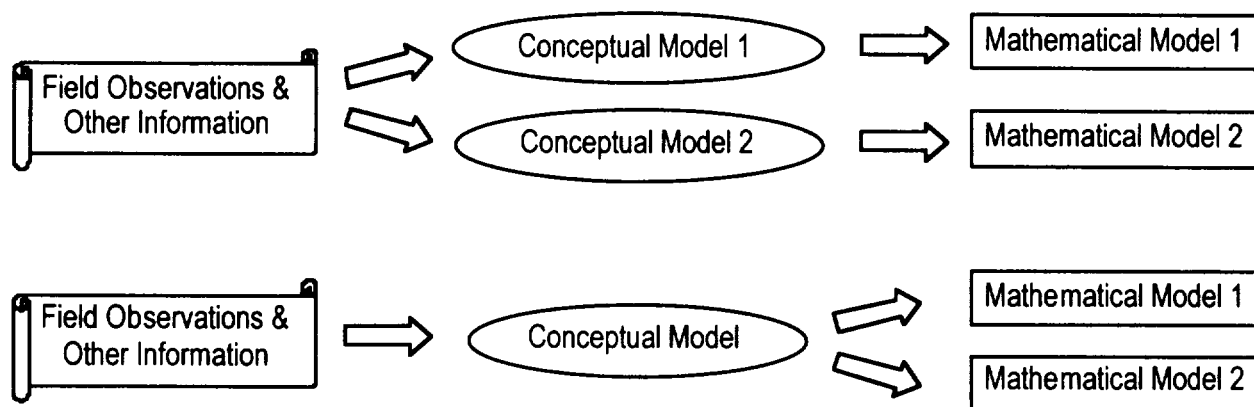 Field Observations &
Other Information
Conceptual Model 1
Mathematical Model 1
Conceptual Model 2
Mathematical Model 2
Field Observations &
Other Information
Conceptual Model
Mathematical Model 1
Mathematical Model 2